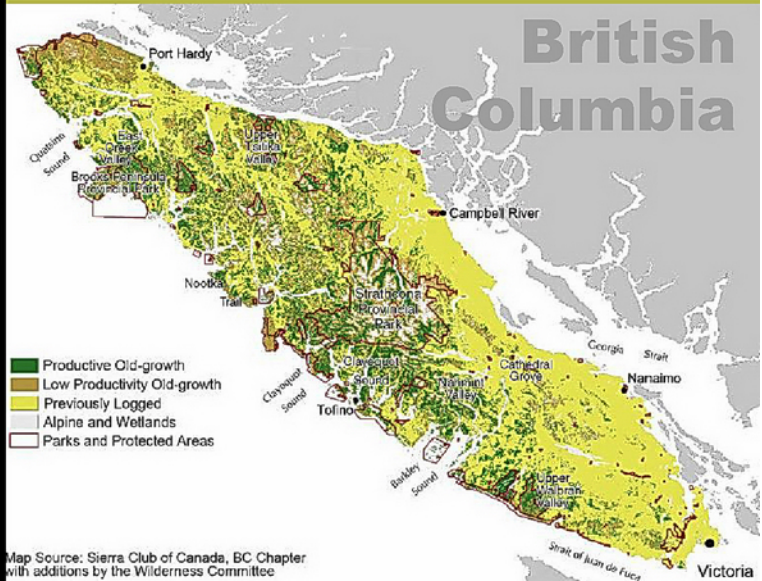 British
Columbia
Port Hardy
Quatsino
Sound
East
Creek
Valley
Upper
Tsitika
Valley
Brooks Peninsula
Provincial Park
Campbell River
Nootka
Trail
Strathcona
Provincial
Park
Georgia Strait
Clayoquot
Sound
Cathedral
Grove
Nanaimo
Nahmint
Valley
Clayoquot
Sound
Tofino
Productive Old-growth
Low Productivity Old-growth
Previously Logged
Alpine and Wetlands
Parks and Protected Areas
Barkley
Sound
Upper
Walbran
Valley
Strait of Juan de Fuca
Victoria
Map Source: Sierra Club of Canada, BC Chapter
with additions by the Wilderness Committee